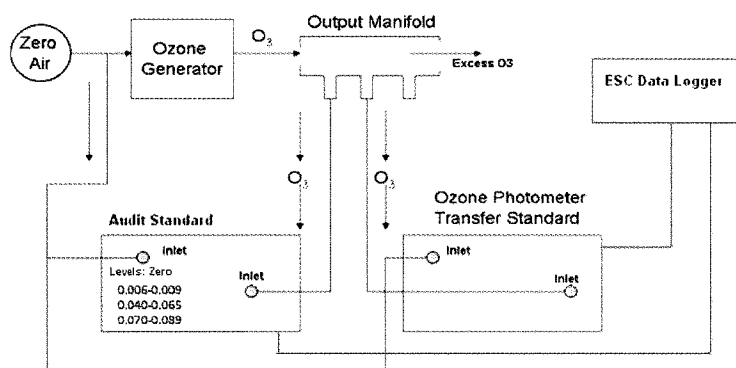 Output Manifold
Zero
Air
Ozone
Generator
O3
Excess O3
ESC Data Logger
O3
O3
Ozone Photometer
Transfer Standard
Audit Standard
Inlet
Levels: Zero
0.006-0.009
0.040-0.065
0.070-0.089
Inlet
Inlet
Inlet